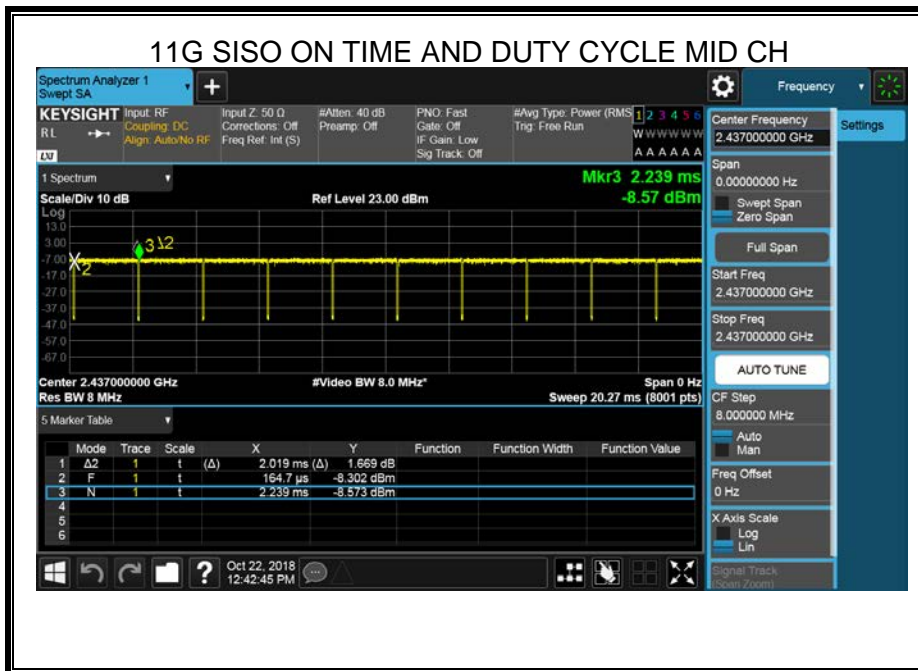 11G SISO ON TIME AND DUTY CYCLE MID CH
Spectrum Analyzer 1
Swept SA
+
Frequency
KEYSIGHT Input: RF Input Z: 50 Ω #Atten: 40 dB PNO: Fast #Avg Type: Power (RMS 1 2 3 4 5 6
RL Coupling: DC Corrections: Off Preamp: Off Gate: Off Trig: Free Run W W W W W W
Align: Auto/No RF Freq Ref: Int (S) IF Gain: Low
LXI Sig Track: Off A A A A A A
Center Frequency
2.437000000 GHz
Settings
1 Spectrum
Mkr3 2.239 ms
Scale/Div 10 dB Ref Level 23.00 dBm -8.57 dBm
Log
13.0
3.00
-7.00
-17.0
-27.0
-37.0
-47.0
-57.0
-67.0
2
3 Δ2
Center 2.437000000 GHz #Video BW 8.0 MHz* Span 0 Hz
Res BW 8 MHz Sweep 20.27 ms (8001 pts)
5 Marker Table
Mode Trace Scale X Y Function Function Width Function Value
1 Δ2 1 t (Δ) 2.019 ms (Δ) 1.669 dB
2 F 1 t 164.7 µs -8.302 dBm
3 N 1 t 2.239 ms -8.573 dBm
4
5
6
Span
0.00000000 Hz
Swept Span
Zero Span
Full Span
Start Freq
2.437000000 GHz
Stop Freq
2.437000000 GHz
AUTO TUNE
CF Step
8.000000 MHz
Auto
Man
Freq Offset
0 Hz
X Axis Scale
Log
Lin
Signal Track
(Span Zoom)
? Oct 22, 2018
12:42:45 PM